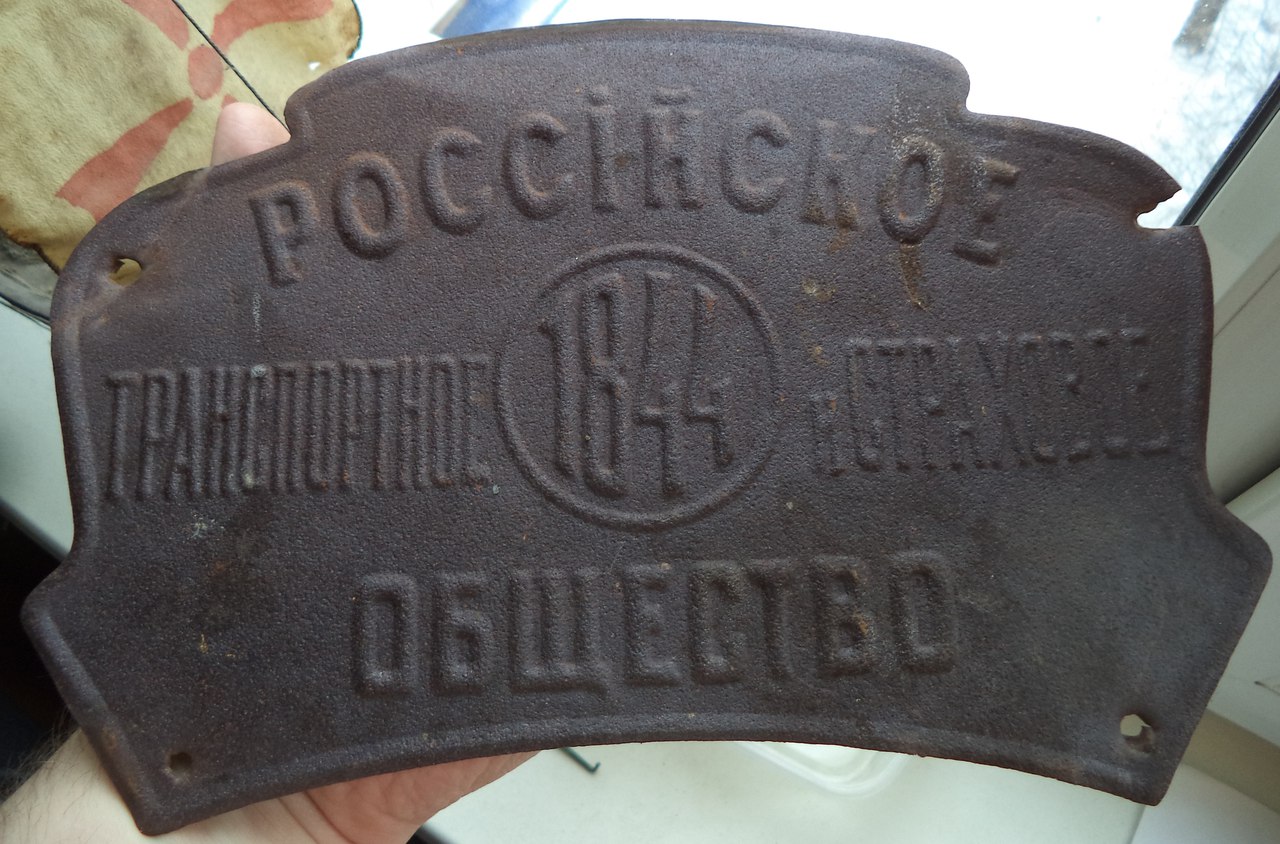 РОССІЙСКОЕ
ТРАНСПОРТНОЕ 1844 и СТРАХОВОЕ
ОБЩЕСТВО